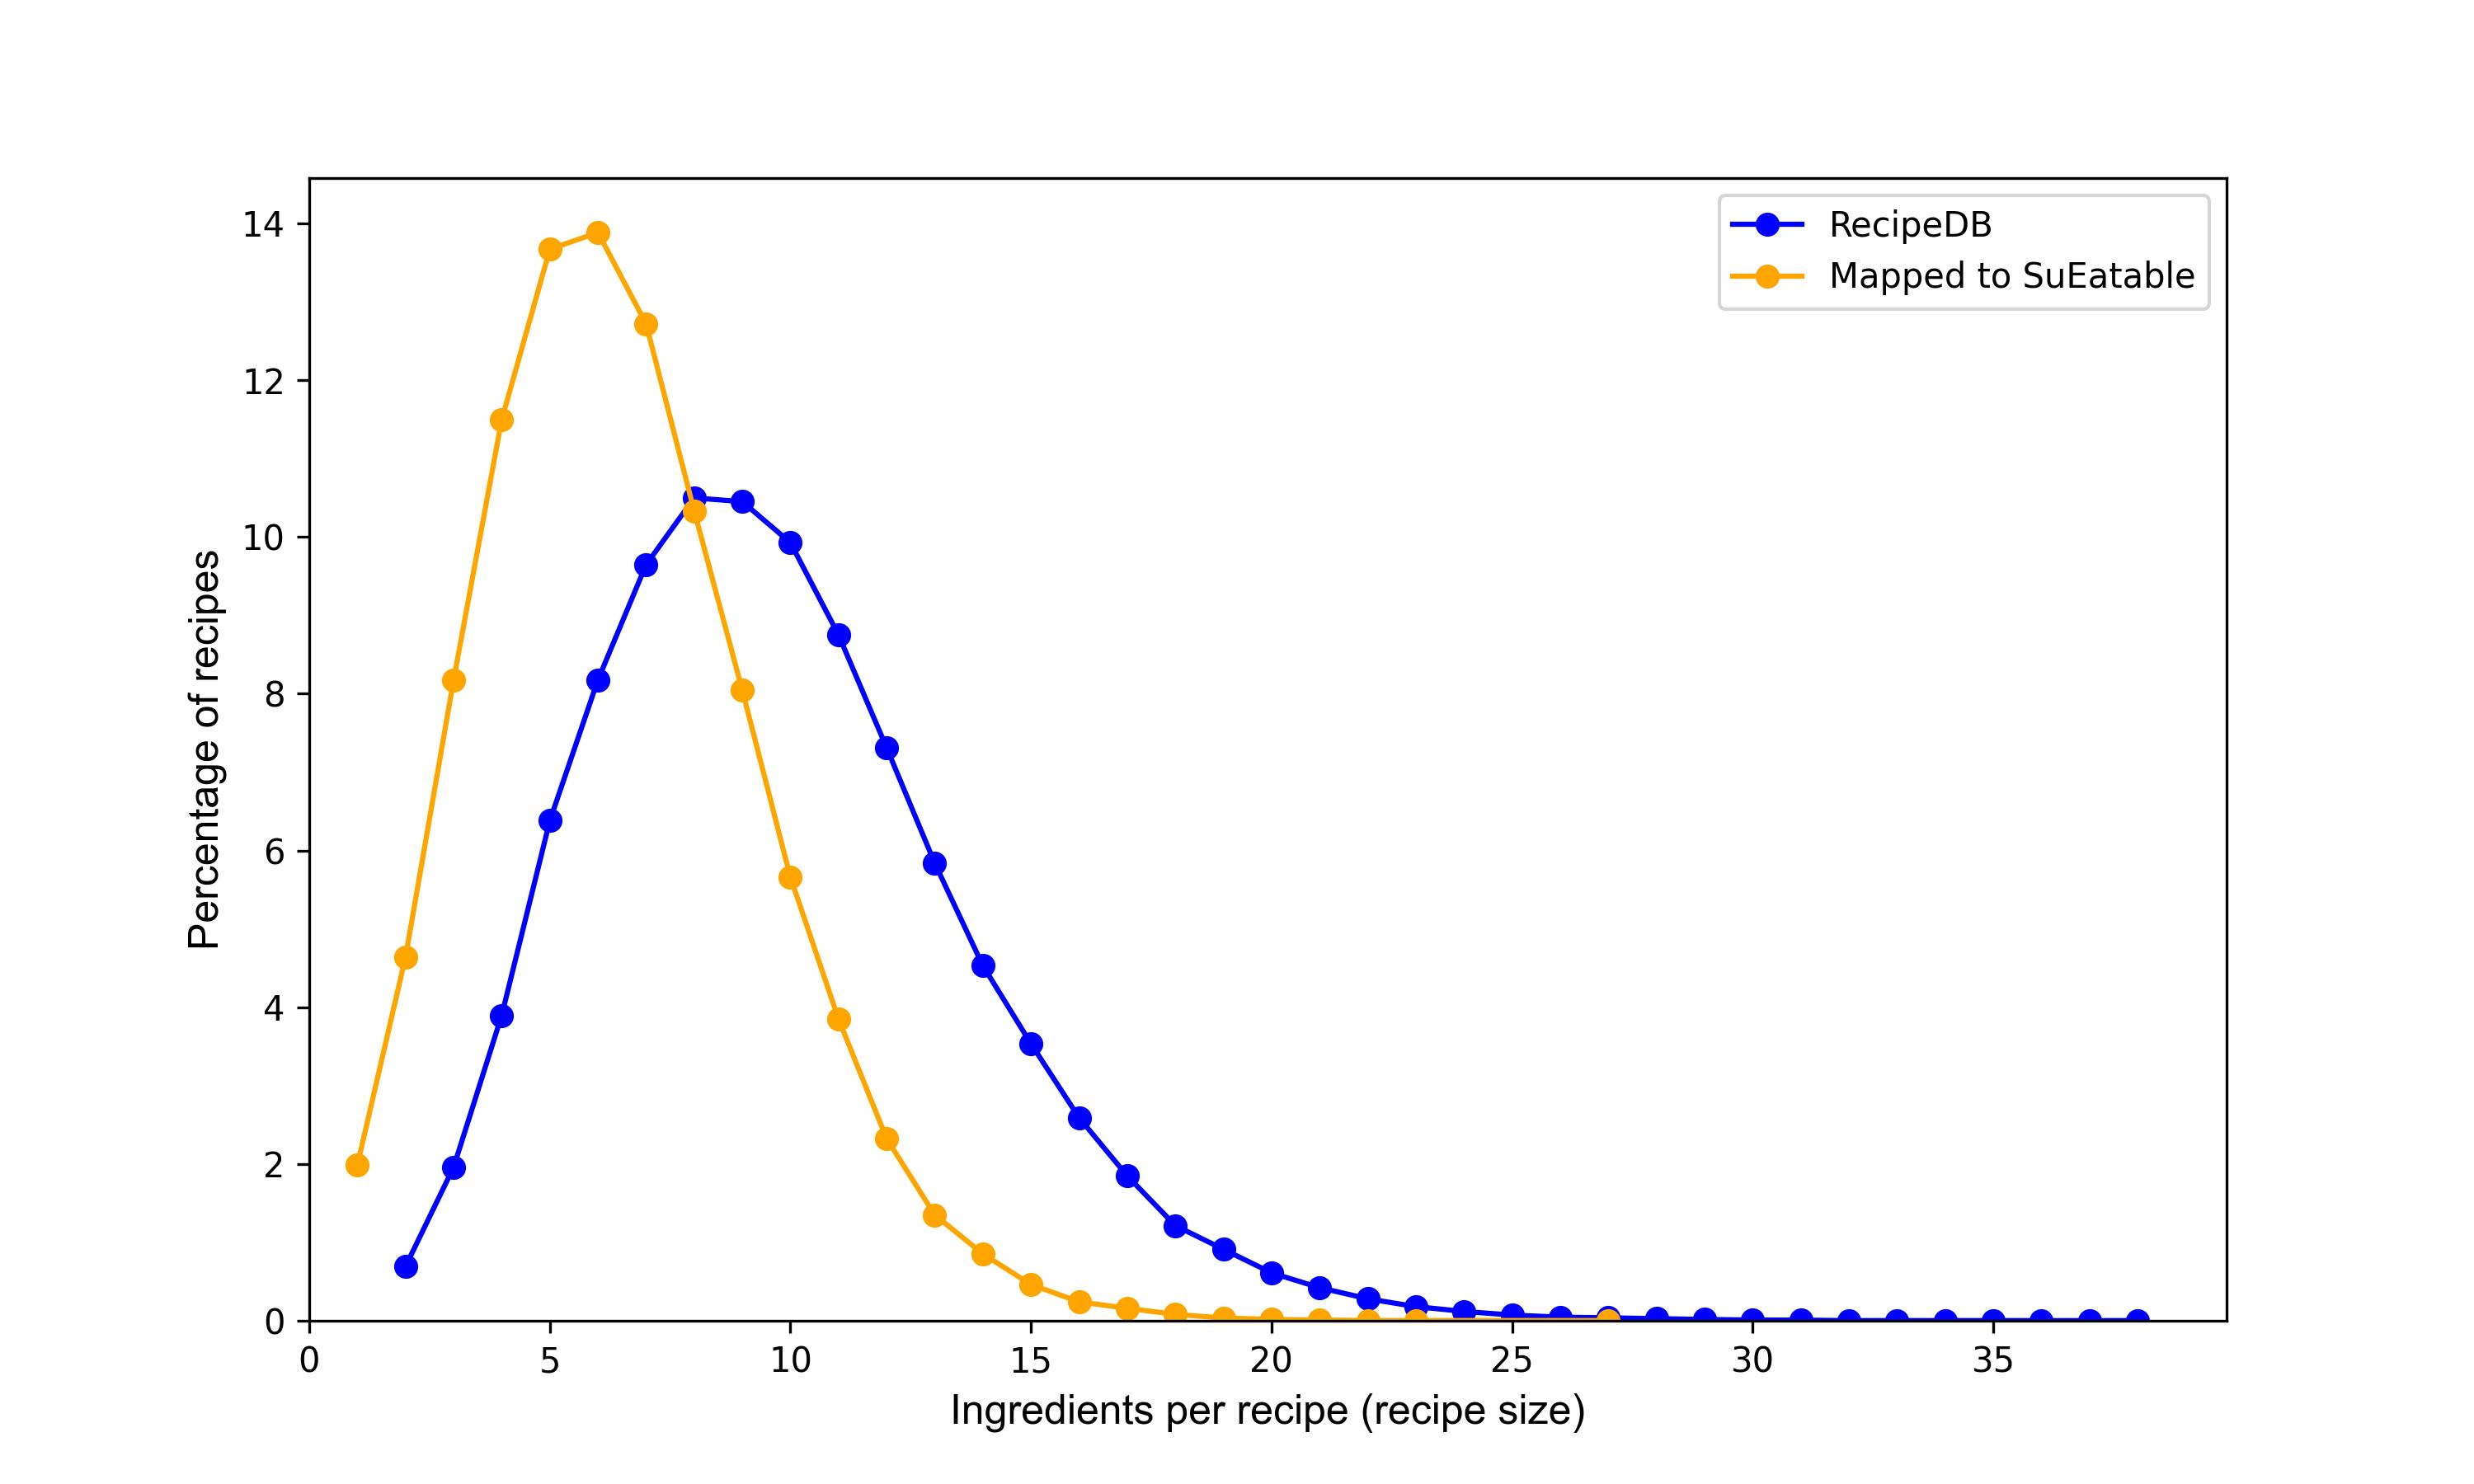 RecipeDB
Mapped to SuEatable
14
12
10
8
6
4
2
0
Percentage of recipes
0 5 10 15 20 25 30 35
Ingredients per recipe (recipe size)